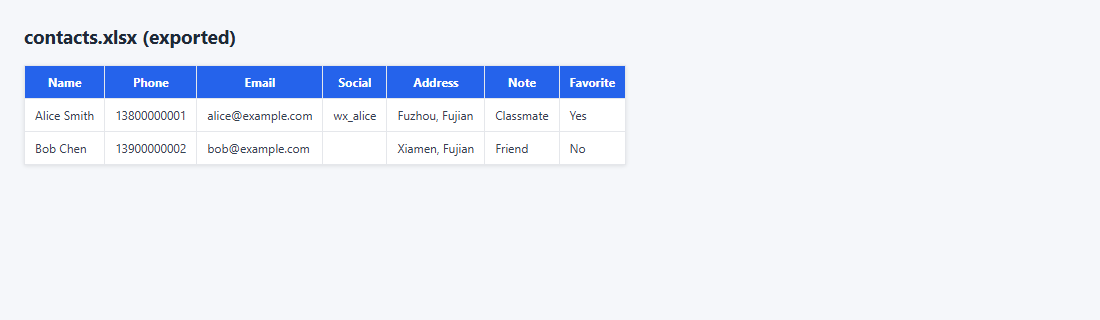 contacts.xlsx (exported)
Name Phone Email Social Address Note Favorite
Alice Smith 13800000001 alice@example.com wx_alice Fuzhou, Fujian Classmate Yes
Bob Chen 13900000002 bob@example.com Xiamen, Fujian Friend No